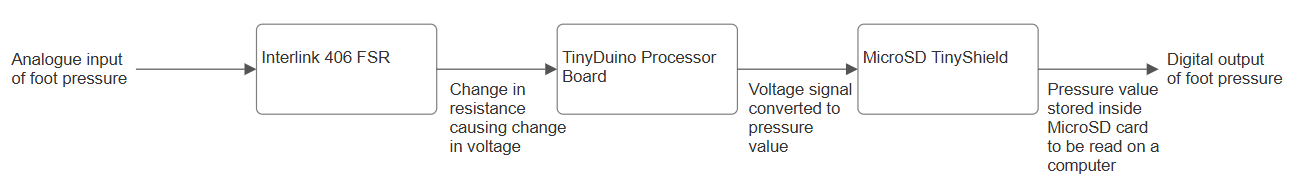 Analogue input
of foot pressure
Interlink 406 FSR
Change in
resistance
causing change
in voltage
TinyDuino Processor
Board
Voltage signal
converted to
pressure
value
MicroSD TinyShield
Pressure value
stored inside
MicroSD card
to be read on a
computer
Digital output
of foot pressure